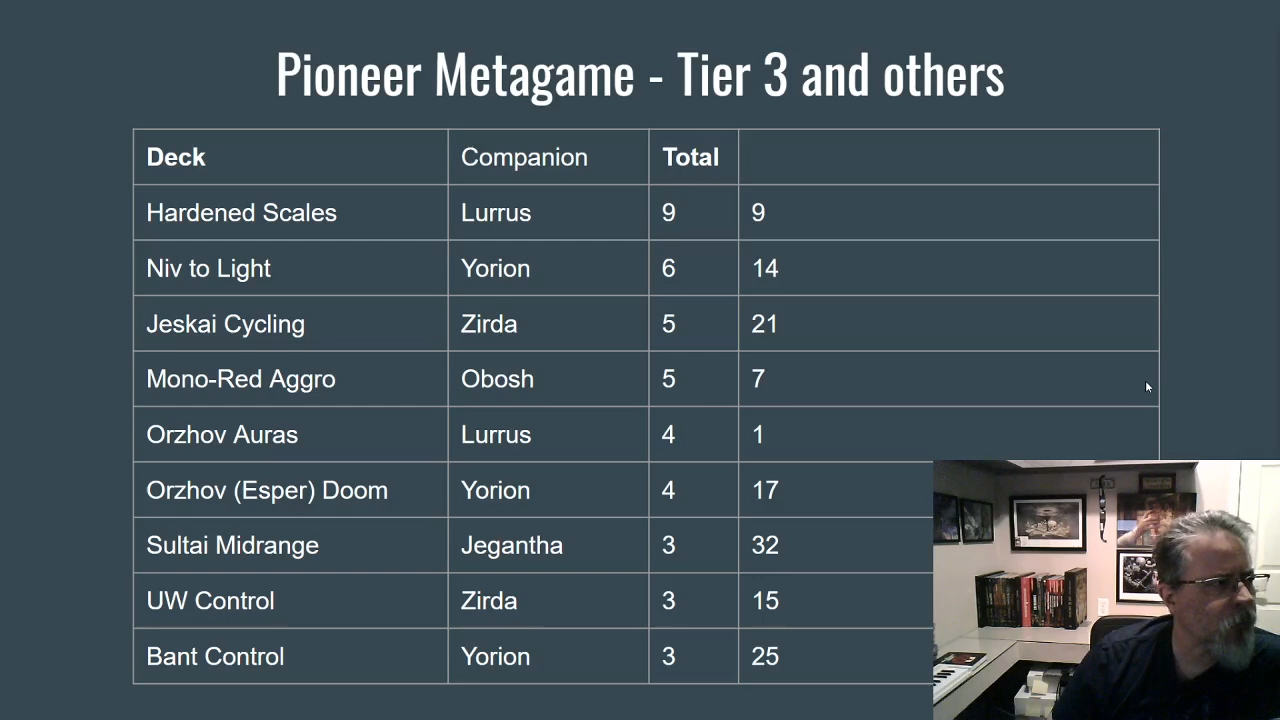 Pioneer Metagame - Tier 3 and others
Deck Companion Total
Hardened Scales Lurrus 9 9
Niv to Light Yorion 6 14
Jeskai Cycling Zirda 5 21
Mono-Red Aggro Obosh 5 7
Orzhov Auras Lurrus 4 1
Orzhov (Esper) Doom Yorion 4 17
Sultai Midrange Jegantha 3 32
UW Control Zirda 3 15
Bant Control Yorion 3 25